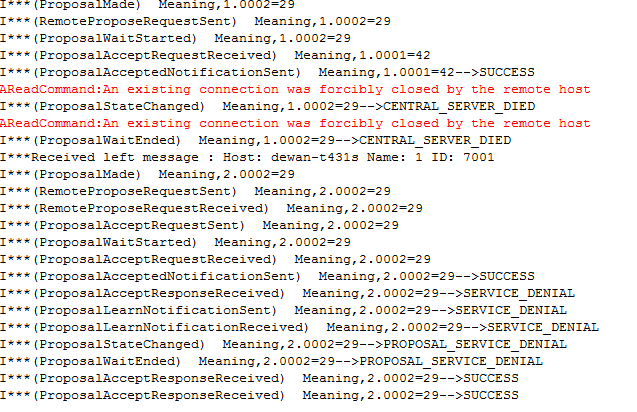 I***(ProposalMade)  Meaning,1.0002=29
I***(RemoteProposeRequestSent)  Meaning,1.0002=29
I***(ProposalWaitStarted)  Meaning,1.0002=29
I***(ProposalAcceptRequestReceived)  Meaning,1.0001=42
I***(ProposalAcceptedNotificationSent)  Meaning,1.0001=42-->SUCCESS
AReadCommand:An existing connection was forcibly closed by the remote host
I***(ProposalStateChanged)  Meaning,1.0002=29-->CENTRAL_SERVER_DIED
AReadCommand:An existing connection was forcibly closed by the remote host
I***(ProposalWaitEnded)  Meaning,1.0002=29-->CENTRAL_SERVER_DIED
I***Received left message : Host: dewan-t431s Name: 1 ID: 7001
I***(ProposalMade)  Meaning,2.0002=29
I***(RemoteProposeRequestSent)  Meaning,2.0002=29
I***(RemoteProposeRequestReceived)  Meaning,2.0002=29
I***(ProposalAcceptRequestSent)  Meaning,2.0002=29
I***(ProposalWaitStarted)  Meaning,2.0002=29
I***(ProposalAcceptRequestReceived)  Meaning,2.0002=29
I***(ProposalAcceptedNotificationSent)  Meaning,2.0002=29-->SUCCESS
I***(ProposalAcceptResponseReceived)  Meaning,2.0002=29-->SERVICE_DENIAL
I***(ProposalLearnNotificationSent)  Meaning,2.0002=29-->SERVICE_DENIAL
I***(ProposalLearnNotificationReceived)  Meaning,2.0002=29-->SERVICE_DENIAL
I***(ProposalStateChanged)  Meaning,2.0002=29-->PROPOSAL_SERVICE_DENIAL
I***(ProposalWaitEnded)  Meaning,2.0002=29-->PROPOSAL_SERVICE_DENIAL
I***(ProposalAcceptResponseReceived)  Meaning,2.0002=29-->SUCCESS
I***(ProposalAcceptResponseReceived)  Meaning,2.0002=29-->SUCCESS